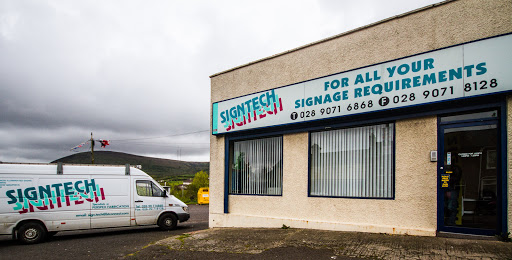 SIGNTECH
FOR ALL YOUR
SIGNAGE REQUIREMENTS
T 028 9071 6868 F 028 9071 8128
SIGNTECH